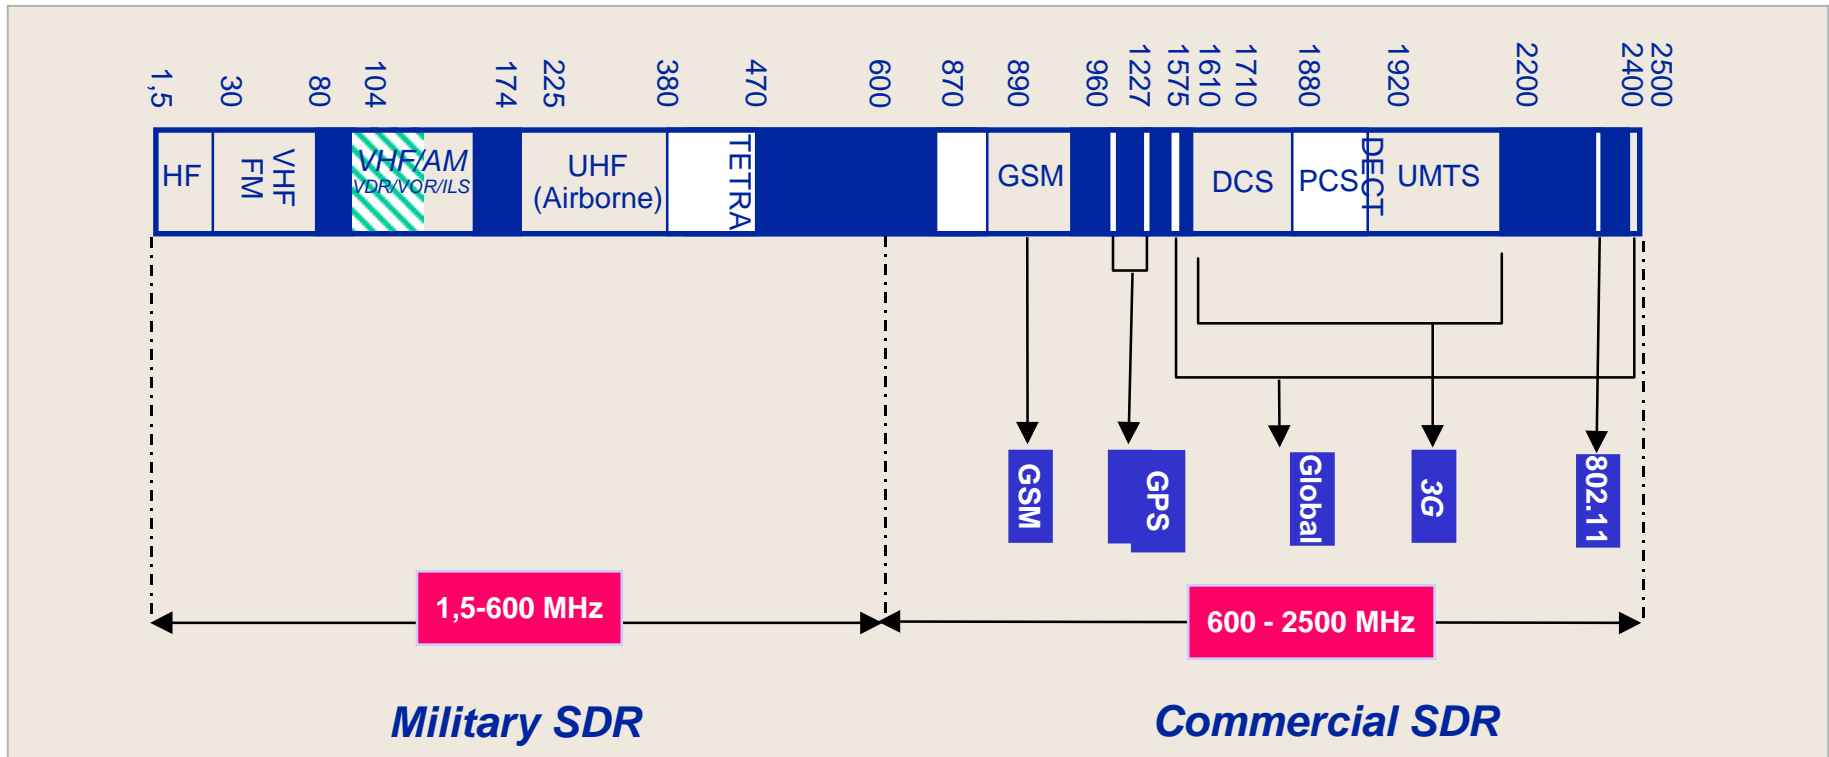 1,5
30
80
104
174
225
380
470
600
870
890
960
1227
1575
1610
1710
1880
1920
2200
2400
2500
HF
VHF
FM
VHF/AM
VDR/VOR/ILS
UHF
(Airborne)
TETRA
GSM
DCS
PCS
DECT
UMTS
GSM
GPS
Global
3G
802.11
1,5-600 MHz
600 - 2500 MHz
Military SDR
Commercial SDR